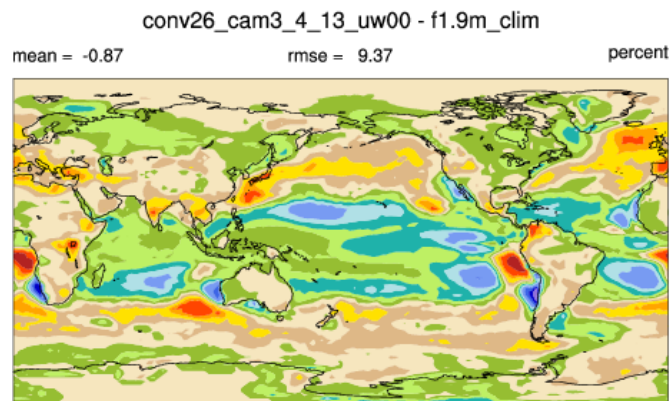 conv26_cam3_4_13_uw00 - f1.9m_clim
mean = -0.87 rmse = 9.37 percent